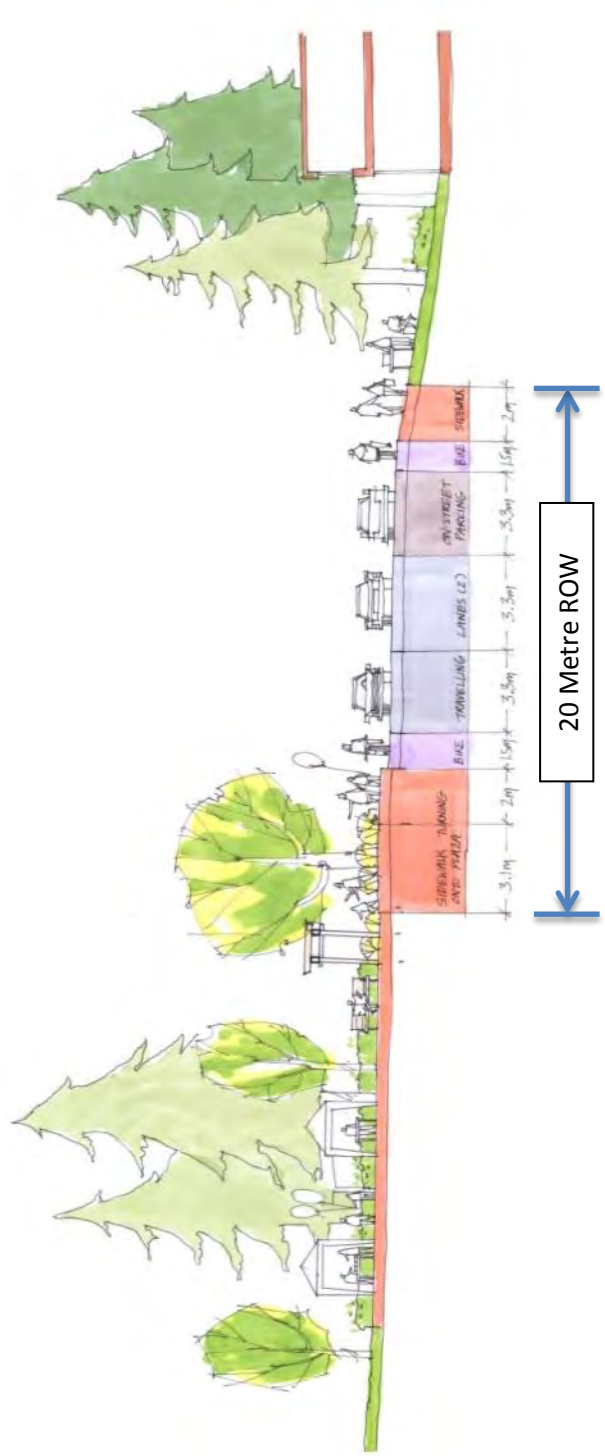 SIDEWALK TURNING
ONTO PLAZA
BIKE
TRAVELLING LANES (2)
ON-STREET
PARKING
BIKE
SIDEWALK
3.1m
2m
1.5m
3.3m
3.3m
3.3m
1.5m
2m
20 Metre ROW